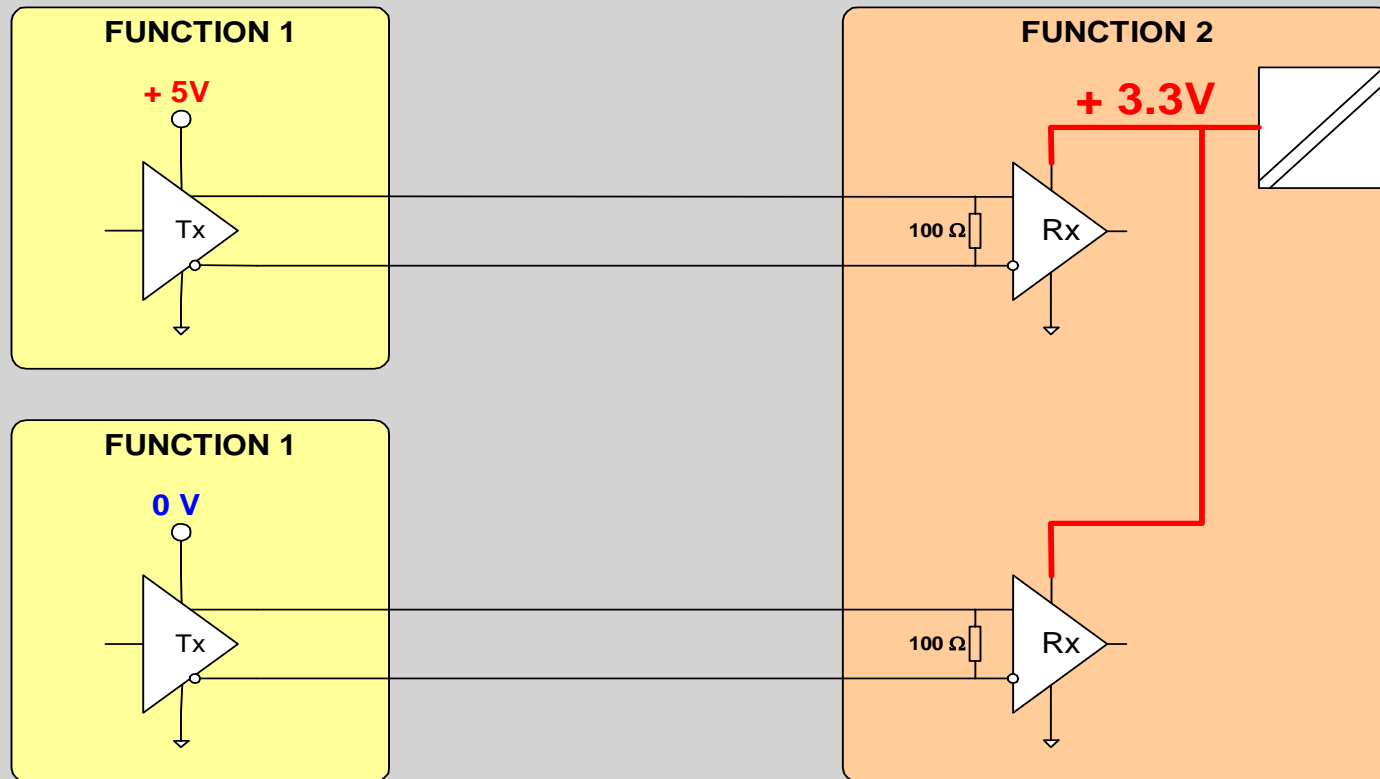 FUNCTION 1
+ 5V
Tx
FUNCTION 2
+ 3.3V
100 Ω
Rx
FUNCTION 1
0 V
Tx
100 Ω
Rx